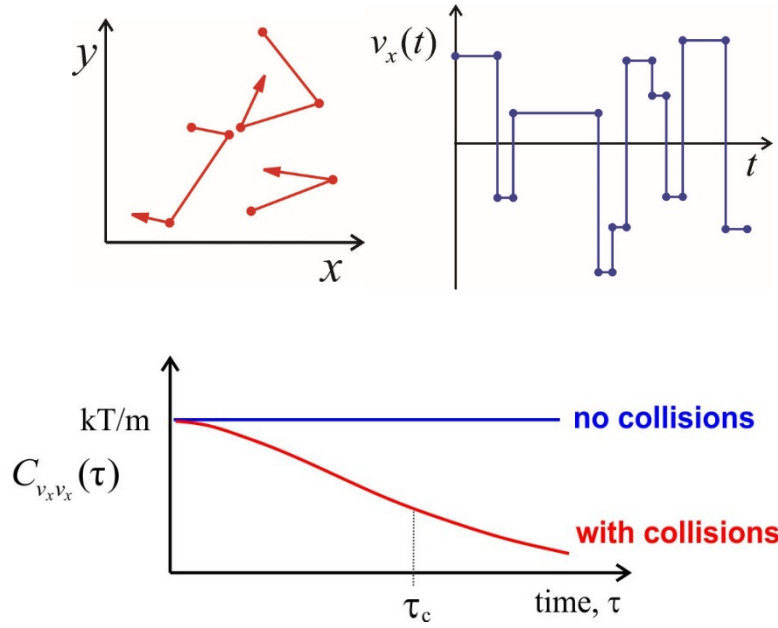 y
x
v_x(t)
t
kT/m
no collisions
C_{v_x v_x}(τ)
with collisions
τ_c
time, τ